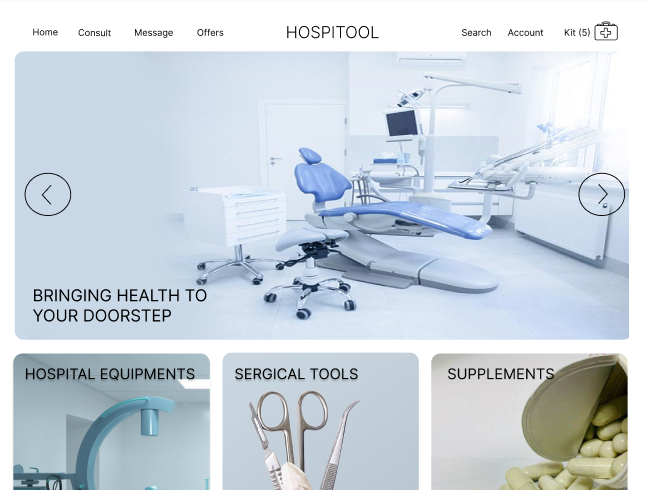 Home
Consult
Message
Offers
HOSPITOOL
Search
Account
Kit (5)
BRINGING HEALTH TO
YOUR DOORSTEP
HOSPITAL EQUIPMENTS
SERGICAL TOOLS
SUPPLEMENTS